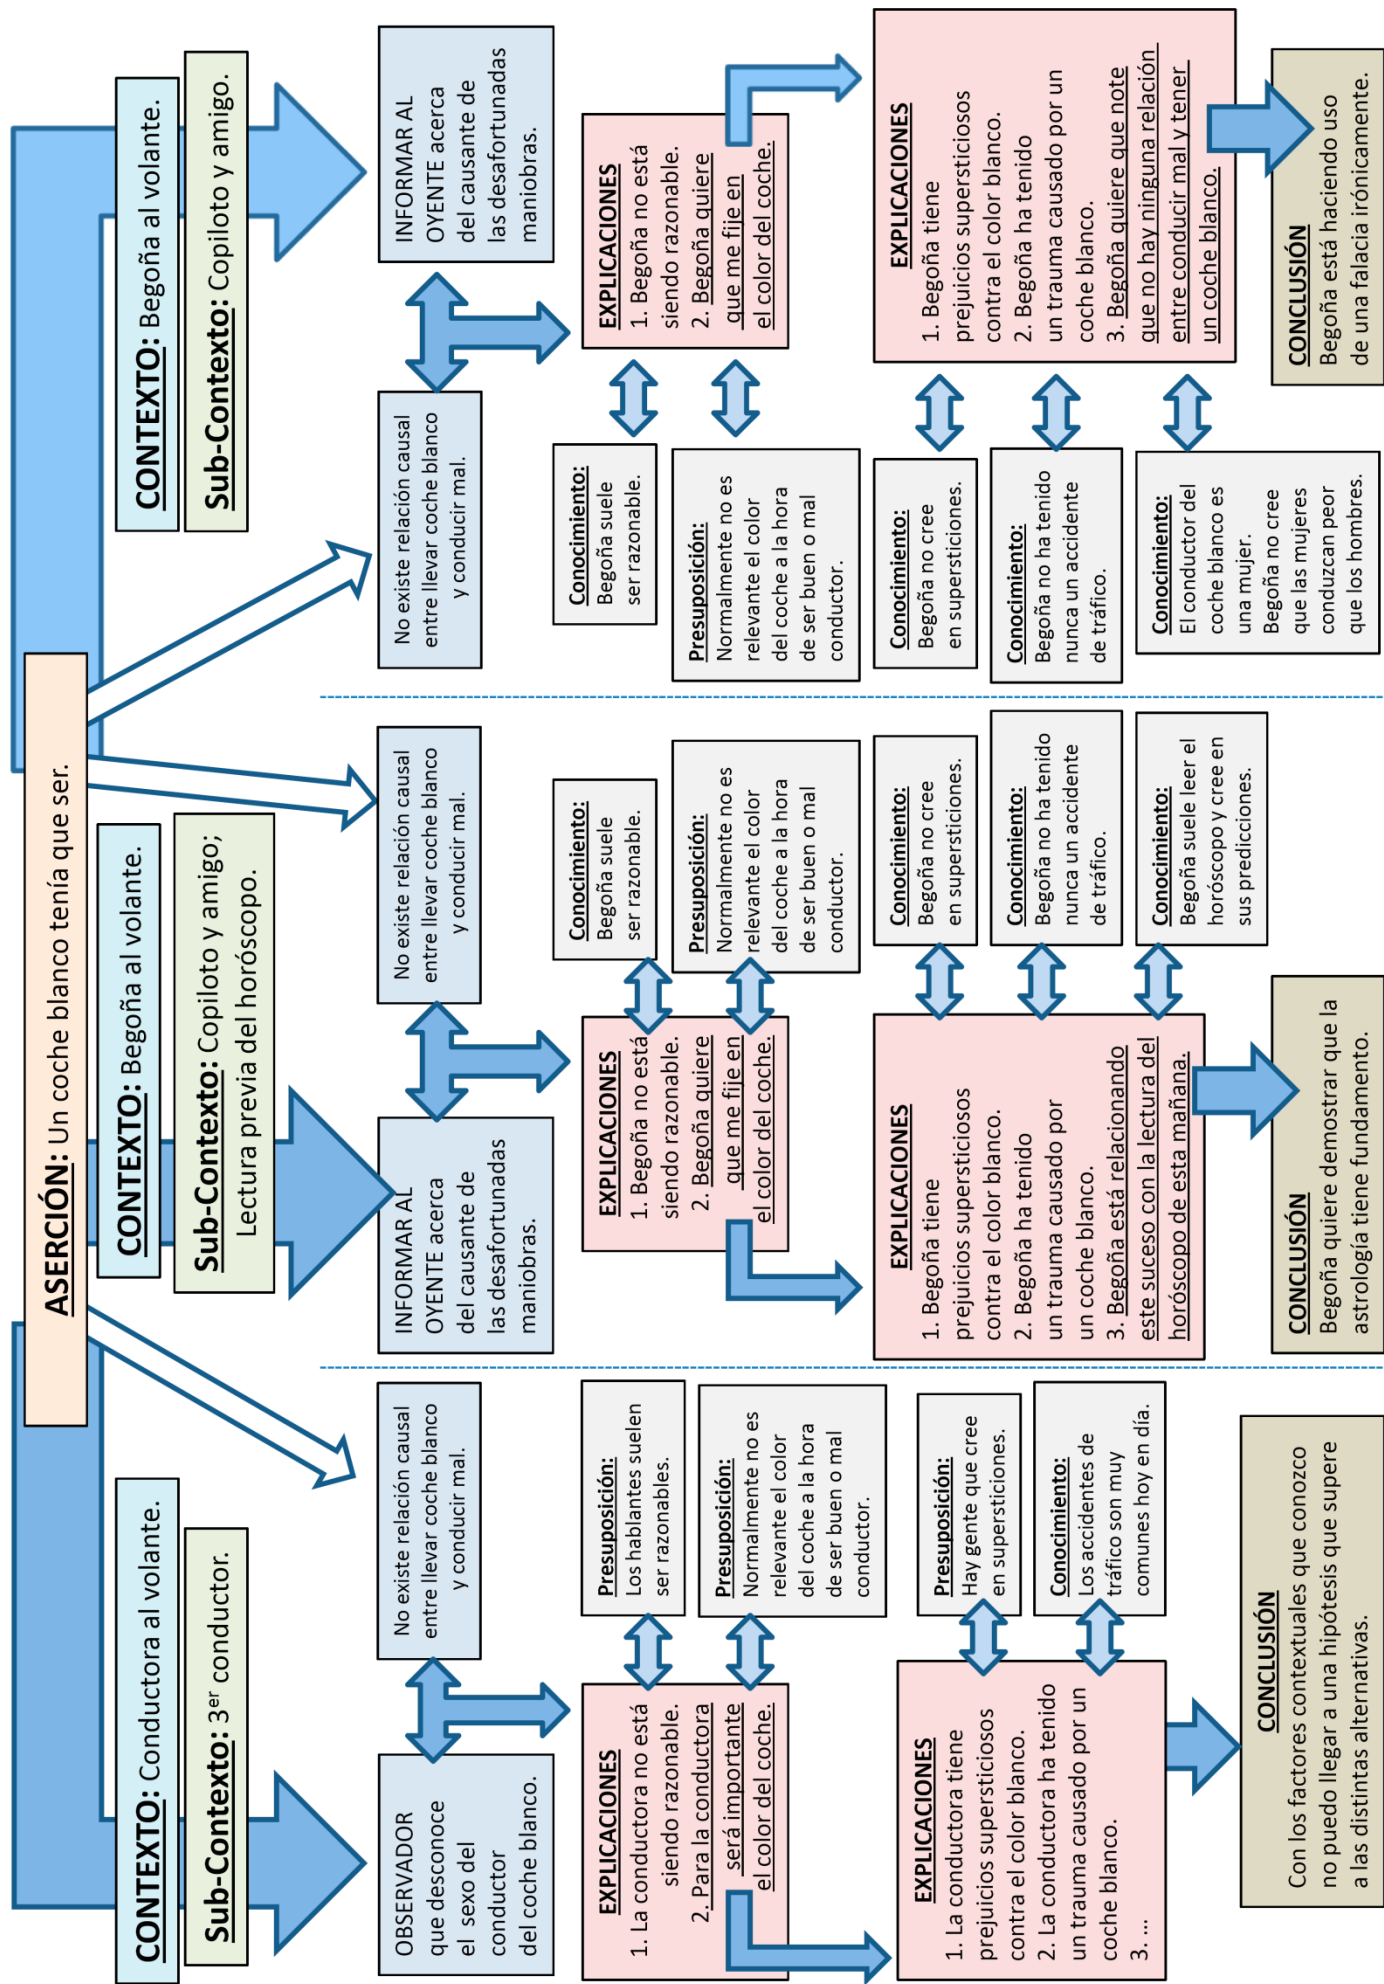 ASERCIÓN: Un coche blanco tenía que ser.
CONTEXTO: Conductora al volante.
Sub-Contexto: 3er conductor.
OBSERVADOR
que desconoce
el sexo del
conductor
del coche blanco.
No existe relación causal
entre llevar coche blanco
y conducir mal.
EXPLICACIONES
1. La conductora no está
siendo razonable.
2. Para la conductora
será importante
el color del coche.
Presuposición:
Los hablantes suelen
ser razonables.
Presuposición:
Normalmente no es
relevante el color
del coche a la hora
de ser buen o mal
conductor.
EXPLICACIONES
1. La conductora tiene
prejuicios supersticiosos
contra el color blanco.
2. La conductora ha tenido
un trauma causado por un
coche blanco.
3. ...
Presuposición:
Hay gente que cree
en supersticiones.
Conocimiento:
Los accidentes de
tráfico son muy
comunes hoy en día.
CONCLUSIÓN
Con los factores contextuales que conozco
no puedo llegar a una hipótesis que supere
a las distintas alternativas.
CONTEXTO: Begoña al volante.
Sub-Contexto: Copiloto y amigo;
Lectura previa del horóscopo.
INFORMAR AL
OYENTE acerca
del causante de
las desafortunadas
maniobras.
No existe relación causal
entre llevar coche blanco
y conducir mal.
EXPLICACIONES
1. Begoña no está
siendo razonable.
2. Begoña quiere
que me fije en
el color del coche.
Conocimiento:
Begoña suele
ser razonable.
Presuposición:
Normalmente no es
relevante el color
del coche a la hora
de ser buen o mal
conductor.
EXPLICACIONES
1. Begoña tiene
prejuicios supersticiosos
contra el color blanco.
2. Begoña ha tenido
un trauma causado por
un coche blanco.
3. Begoña está relacionando
este suceso con la lectura del
horóscopo de esta mañana.
Conocimiento:
Begoña no cree
en supersticiones.
Conocimiento:
Begoña no ha tenido
nunca un accidente
de tráfico.
Conocimiento:
Begoña suele leer el
horóscopo y cree en
sus predicciones.
CONCLUSIÓN
Begoña quiere demostrar que la
astrología tiene fundamento.
CONTEXTO: Begoña al volante.
Sub-Contexto: Copiloto y amigo.
No existe relación causal
entre llevar coche blanco
y conducir mal.
INFORMAR AL
OYENTE acerca
del causante de
las desafortunadas
maniobras.
Conocimiento:
Begoña suele
ser razonable.
Presuposición:
Normalmente no es
relevante el color
del coche a la hora
de ser buen o mal
conductor.
EXPLICACIONES
1. Begoña no está
siendo razonable.
2. Begoña quiere
que me fije en
el color del coche.
Conocimiento:
Begoña no cree
en supersticiones.
Conocimiento:
Begoña no ha tenido
nunca un accidente
de tráfico.
Conocimiento:
El conductor del
coche blanco es
una mujer.
Begoña no cree
que las mujeres
conduzcan peor
que los hombres.
EXPLICACIONES
1. Begoña tiene
prejuicios supersticiosos
contra el color blanco.
2. Begoña ha tenido
un trauma causado por un
coche blanco.
3. Begoña quiere que note
que no hay ninguna relación
entre conducir mal y tener
un coche blanco.
CONCLUSIÓN
Begoña está haciendo uso
de una falacia irónicamente.